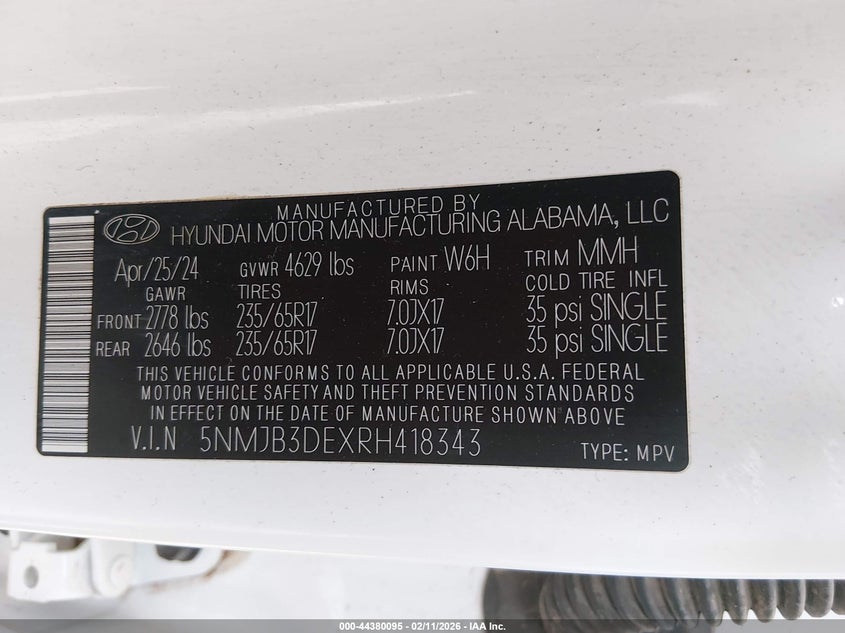 MANUFACTURED BY
HYUNDAI MOTOR MANUFACTURING ALABAMA, LLC
Apr/25/24 GVWR 4629 lbs PAINT W6H TRIM MMH
GAWR TIRES RIMS COLD TIRE INFL
FRONT 2778 lbs 235/65R17 7.0JX17 35 psi SINGLE
REAR 2646 lbs 235/65R17 7.0JX17 35 psi SINGLE
THIS VEHICLE CONFORMS TO ALL APPLICABLE U.S.A. FEDERAL
MOTOR VEHICLE SAFETY AND THEFT PREVENTION STANDARDS
IN EFFECT ON THE DATE OF MANUFACTURE SHOWN ABOVE
V.I.N 5NMJB3DEXRH418343 TYPE: MPV
000-44380095 - 02/11/2026 - IAA Inc.